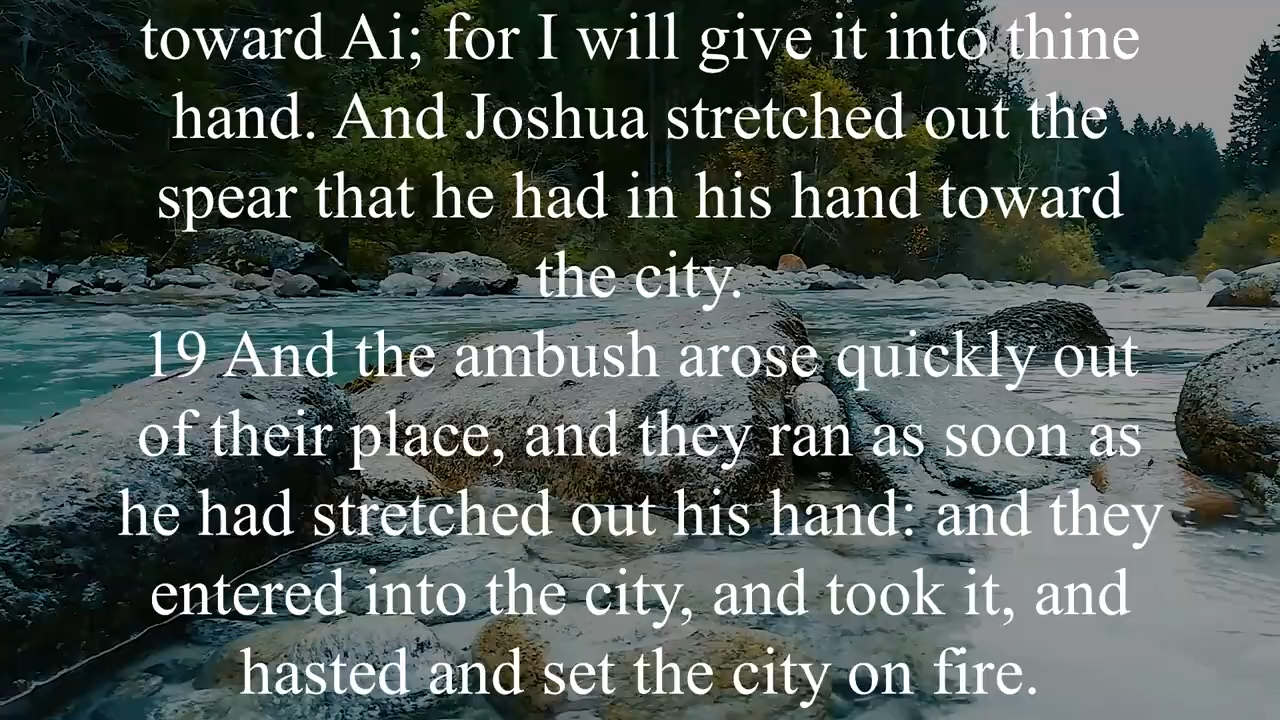 toward Ai; for I will give it into thine
hand. And Joshua stretched out the
spear that he had in his hand toward
the city.
19 And the ambush arose quickly out
of their place, and they ran as soon as
he had stretched out his hand: and they
entered into the city, and took it, and
hasted and set the city on fire.